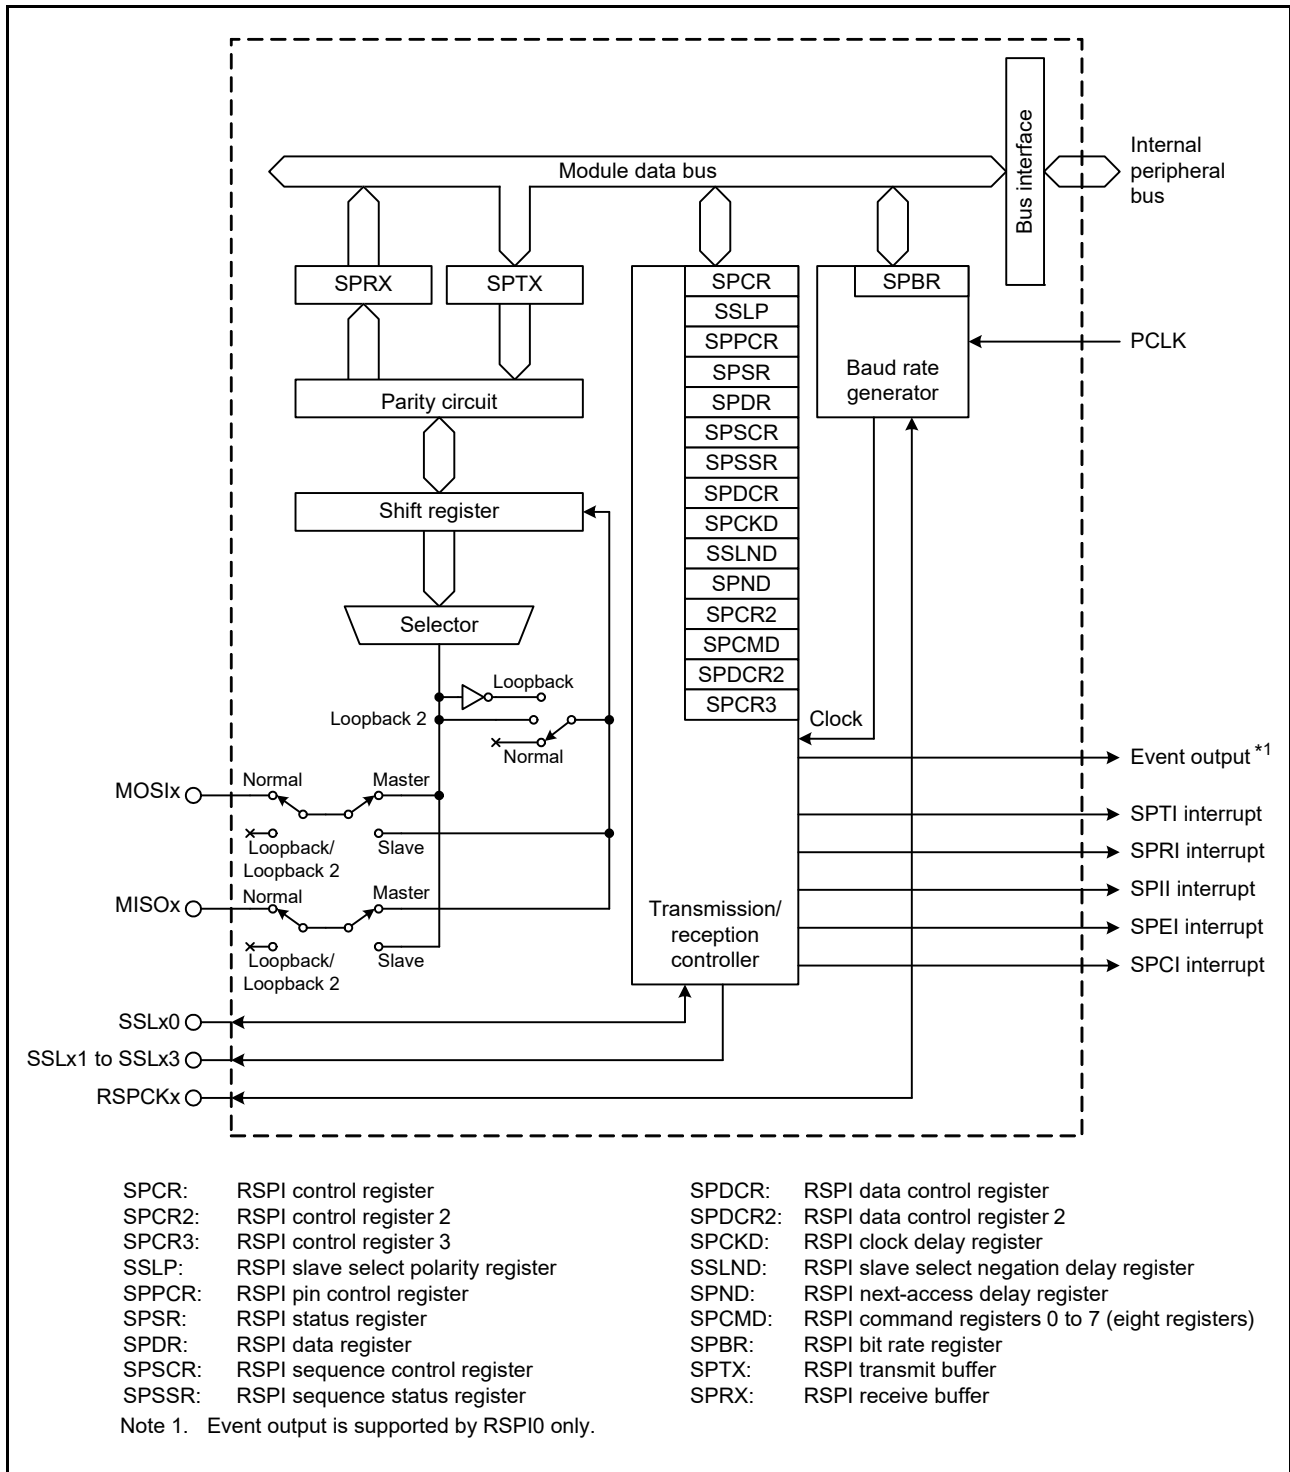 Module data bus
Bus interface
Internal
peripheral
bus
SPRX
SPTX
SPCR
SSLP
SPPCR
SPSR
SPDR
SPSCR
SPSSR
SPDCR
SPCKD
SSLND
SPND
SPCR2
SPCMD
SPDCR2
SPCR3
SPBR
Baud rate
generator
PCLK
Parity circuit
Shift register
Selector
Loopback
Loopback 2
Normal
Clock
MOSIx
Normal
Master
Loopback/
Loopback 2
Slave
MISOx
Normal
Master
Loopback/
Loopback 2
Slave
Transmission/
reception
controller
Event output *1
SPTI interrupt
SPRI interrupt
SPII interrupt
SPEI interrupt
SPCI interrupt
SSLx0
SSLx1 to SSLx3
RSPCKx
SPCR: RSPI control register
SPCR2: RSPI control register 2
SPCR3: RSPI control register 3
SSLP: RSPI slave select polarity register
SPPCR: RSPI pin control register
SPSR: RSPI status register
SPDR: RSPI data register
SPSCR: RSPI sequence control register
SPSSR: RSPI sequence status register
SPDCR: RSPI data control register
SPDCR2: RSPI data control register 2
SPCKD: RSPI clock delay register
SSLND: RSPI slave select negation delay register
SPND: RSPI next-access delay register
SPCMD: RSPI command registers 0 to 7 (eight registers)
SPBR: RSPI bit rate register
SPTX: RSPI transmit buffer
SPRX: RSPI receive buffer
Note 1. Event output is supported by RSPI0 only.